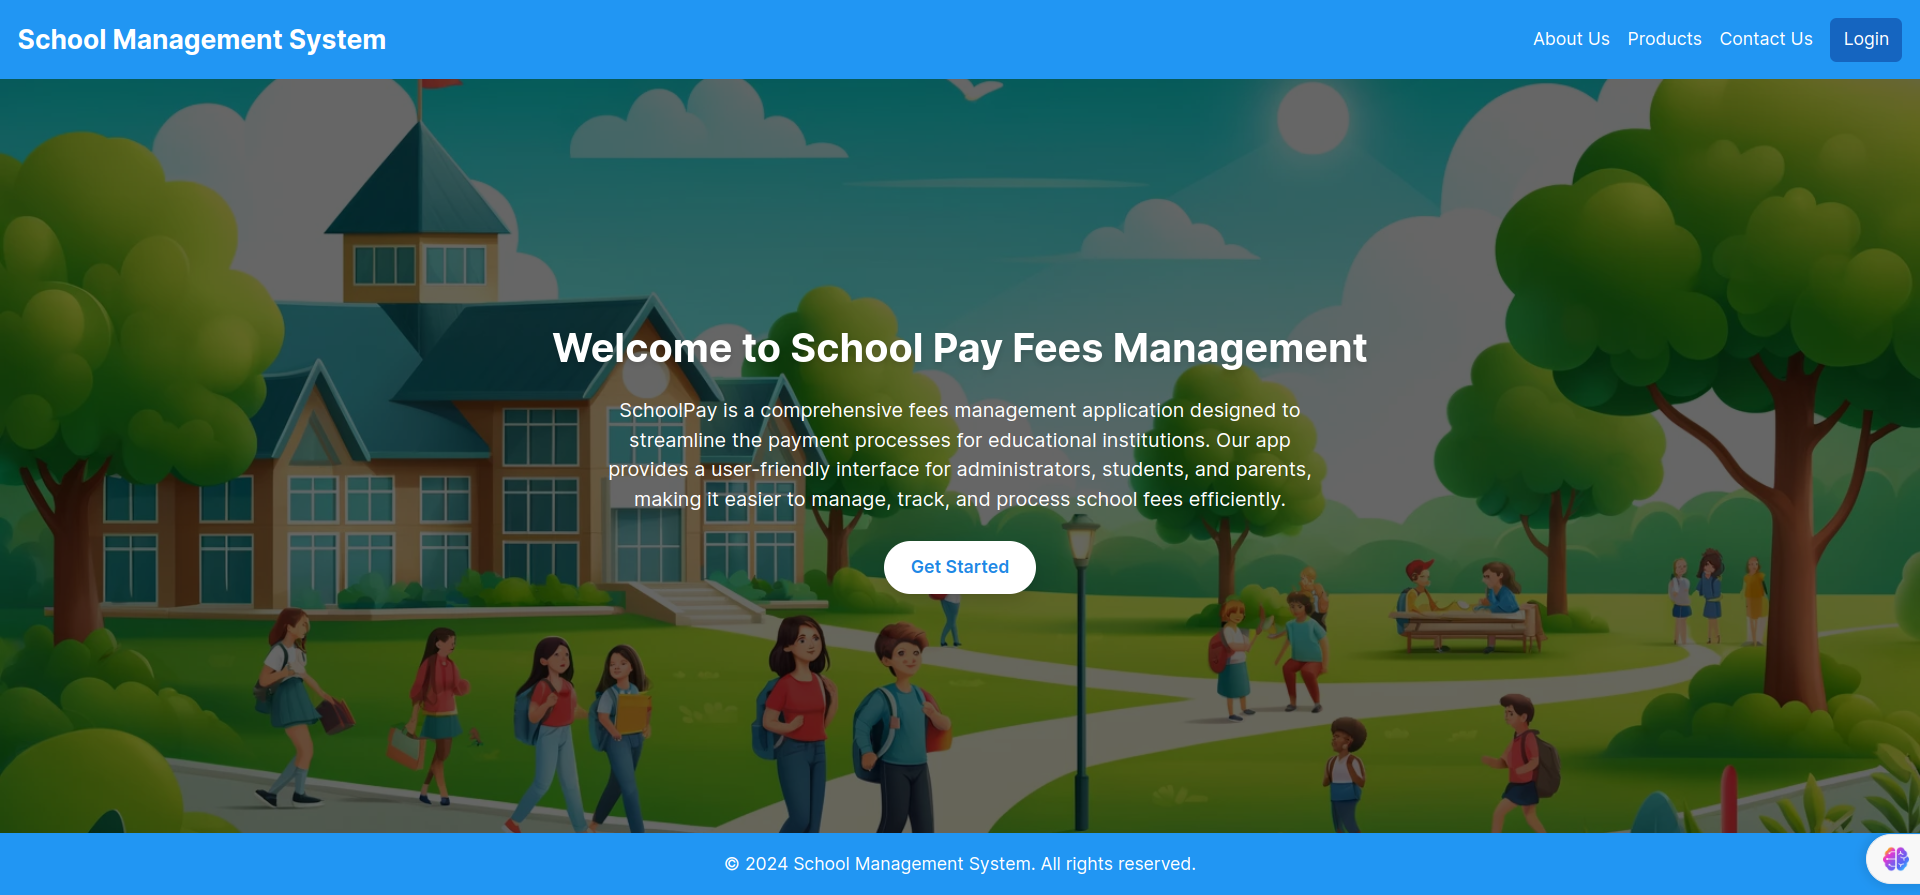 School Management System
About Us
Products
Contact Us
Login
Welcome to School Pay Fees Management
SchoolPay is a comprehensive fees management application designed to
streamline the payment processes for educational institutions. Our app
provides a user-friendly interface for administrators, students, and parents,
making it easier to manage, track, and process school fees efficiently.
Get Started
© 2024 School Management System. All rights reserved.